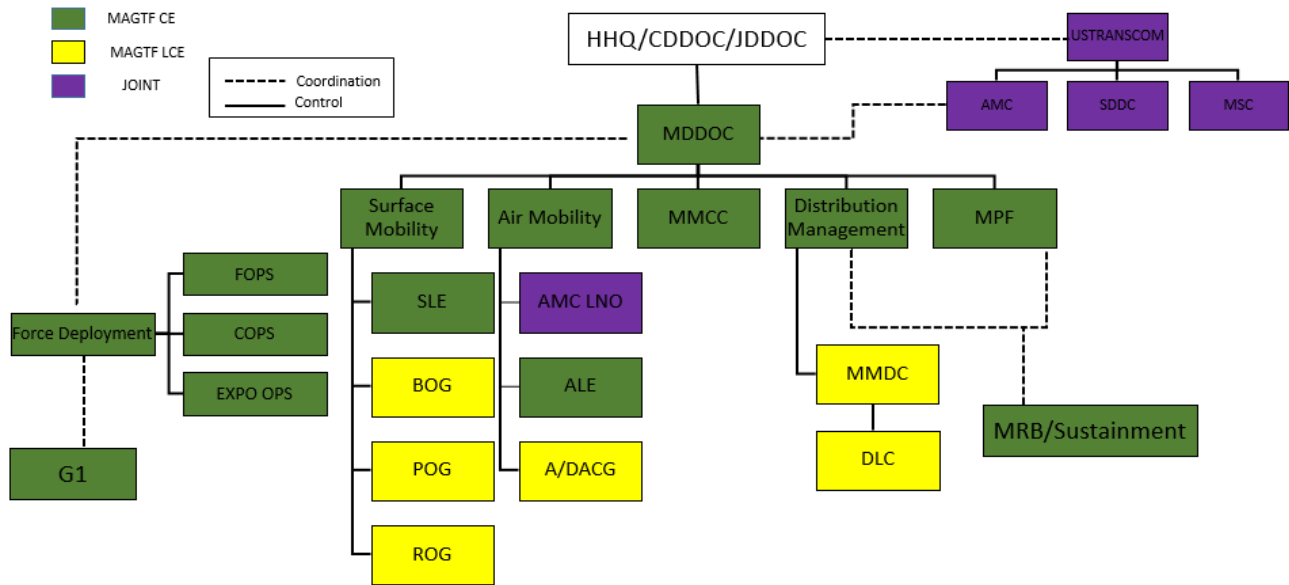 MAGTF CE
MAGTF LCE
JOINT
Coordination
Control
HHQ/CDDOC/JDDOC
USTRANSCOM
AMC
SDDC
MSC
MDDOC
Surface
Mobility
Air Mobility
MMCC
Distribution
Management
MPF
FOPS
SLE
AMC LNO
Force Deployment
COPS
BOG
ALE
MMDC
EXPO OPS
MRB/Sustainment
G1
POG
A/DACG
DLC
ROG